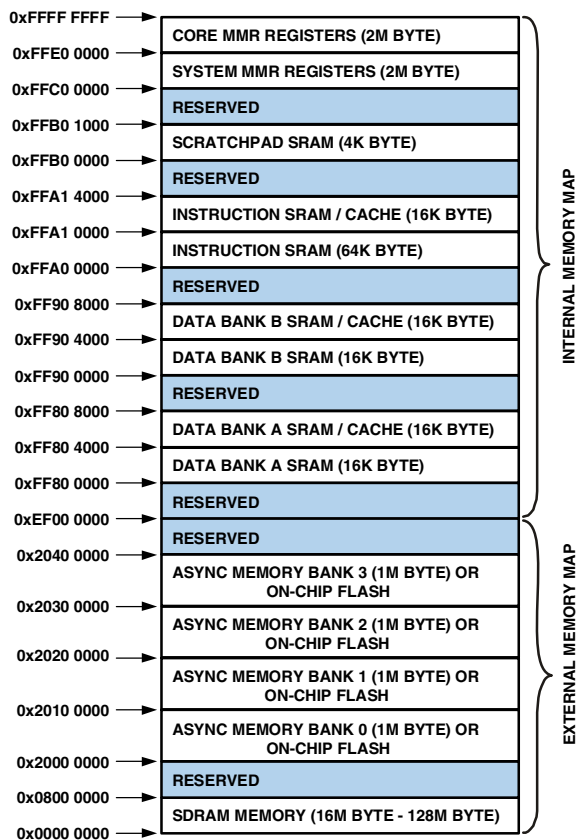 0xFFFF FFFF
CORE MMR REGISTERS (2M BYTE)
0xFFE0 0000
SYSTEM MMR REGISTERS (2M BYTE)
0xFFC0 0000
RESERVED
0xFFB0 1000
SCRATCHPAD SRAM (4K BYTE)
0xFFB0 0000
RESERVED
0xFFA1 4000
INSTRUCTION SRAM / CACHE (16K BYTE)
0xFFA1 0000
INSTRUCTION SRAM (64K BYTE)
0xFFA0 0000
RESERVED
0xFF90 8000
DATA BANK B SRAM / CACHE (16K BYTE)
0xFF90 4000
DATA BANK B SRAM (16K BYTE)
0xFF90 0000
RESERVED
0xFF80 8000
DATA BANK A SRAM / CACHE (16K BYTE)
0xFF80 4000
DATA BANK A SRAM (16K BYTE)
0xFF80 0000
RESERVED
0xEF00 0000
RESERVED
0x2040 0000
ASYNC MEMORY BANK 3 (1M BYTE) OR
ON-CHIP FLASH
0x2030 0000
ASYNC MEMORY BANK 2 (1M BYTE) OR
ON-CHIP FLASH
0x2020 0000
ASYNC MEMORY BANK 1 (1M BYTE) OR
ON-CHIP FLASH
0x2010 0000
ASYNC MEMORY BANK 0 (1M BYTE) OR
ON-CHIP FLASH
0x2000 0000
RESERVED
0x0800 0000
SDRAM MEMORY (16M BYTE - 128M BYTE)
0x0000 0000
INTERNAL MEMORY MAP
EXTERNAL MEMORY MAP